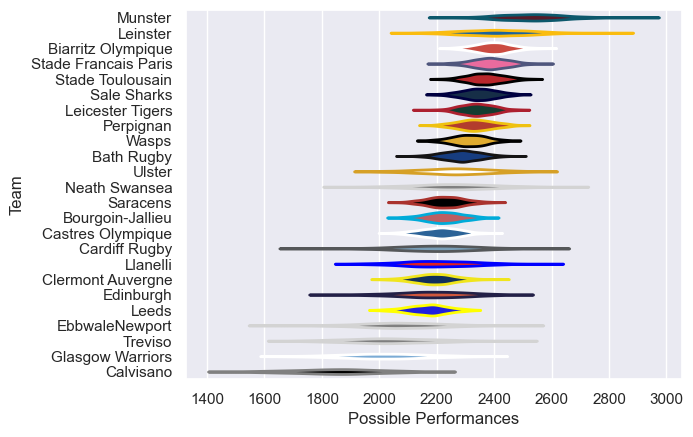 Munster
Leinster
Biarritz Olympique
Stade Francais Paris
Stade Toulousain
Sale Sharks
Leicester Tigers
Perpignan
Wasps
Bath Rugby
Ulster
Neath Swansea
Saracens
Bourgoin-Jallieu
Castres Olympique
Cardiff Rugby
Llanelli
Clermont Auvergne
Edinburgh
Leeds
EbbwaleNewport
Treviso
Glasgow Warriors
Calvisano
Team
1400 1600 1800 2000 2200 2400 2600 2800 3000
Possible Performances